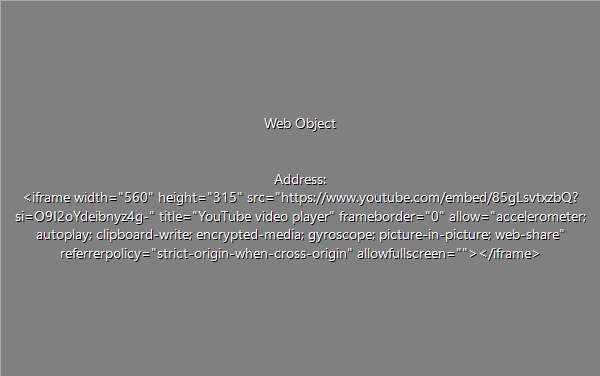 Web Object
Address:
<iframe width="560" height="315" src="https://www.youtube.com/embed/85gLsvtxzbQ?
si=O9I2oYdeibnyz4g-" title="YouTube video player" frameborder="0" allow="accelerometer;
autoplay; clipboard-write; encrypted-media; gyroscope; picture-in-picture; web-share"
referrerpolicy="strict-origin-when-cross-origin" allowfullscreen=""></iframe>